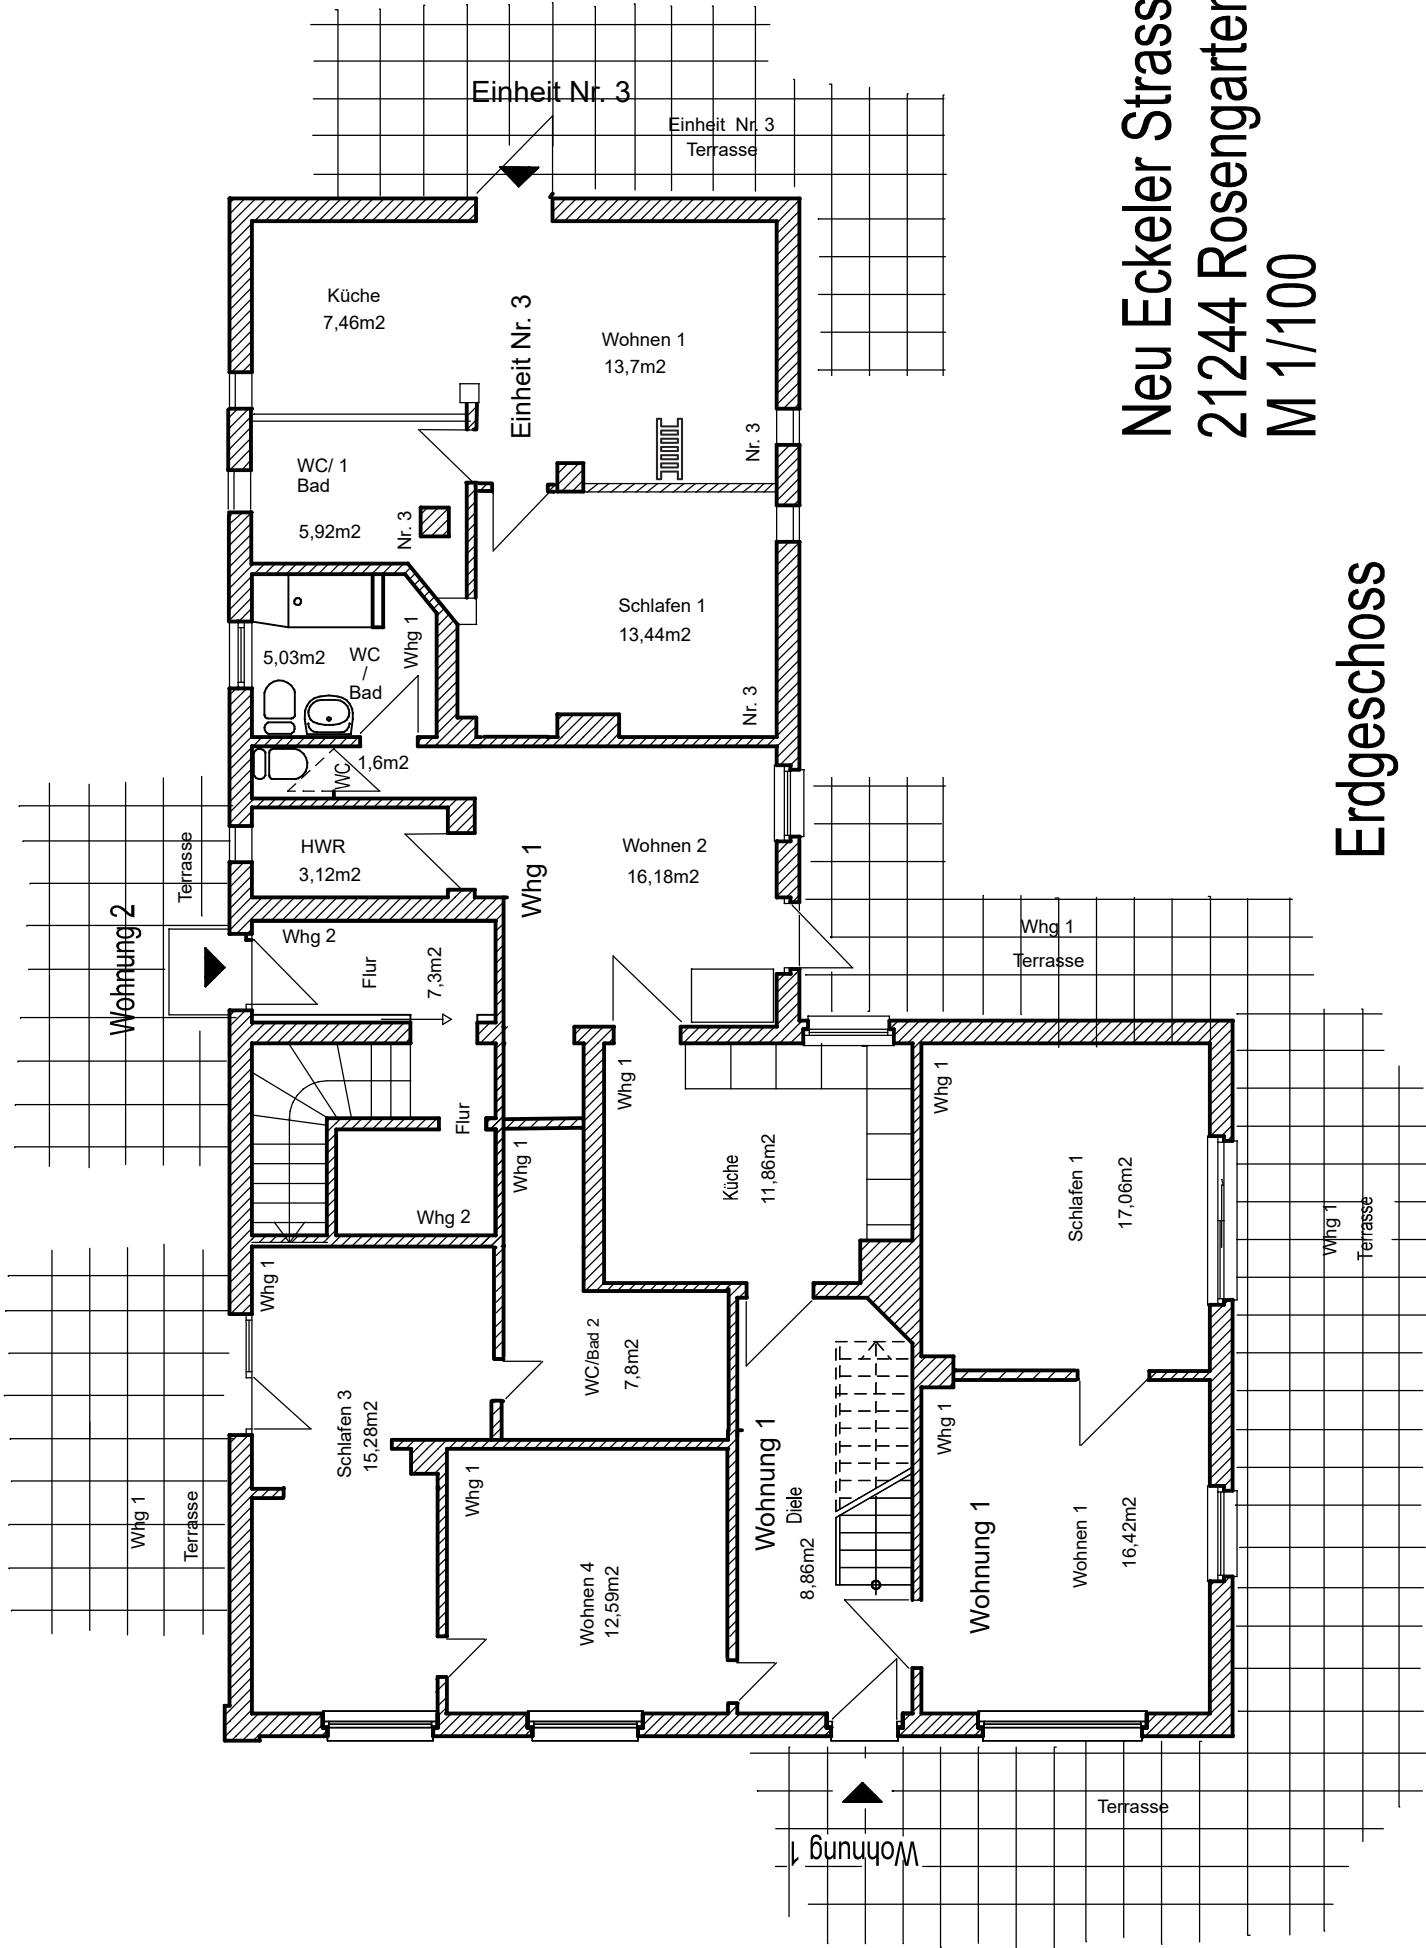 Neu Eckeler Strass
21244 Rosengarten
M 1/100
Erdgeschoss
Einheit Nr. 3
Einheit Nr. 3
Terrasse
Küche
7,46m2
Einheit Nr. 3
Wohnen 1
13,7m2
Nr. 3
WC/ 1
Bad
5,92m2
Nr. 3
Schlafen 1
13,44m2
Nr. 3
5,03m2
WC
/
Bad
Whg 1
WC
1,6m2
HWR
3,12m2
Whg 1
Wohnen 2
16,18m2
Terrasse
Wohnung 2
Whg 2
Flur
7,3m2
Whg 1
Terrasse
Flur
Whg 2
Whg 1
Whg 1
Küche
11,86m2
Whg 1
Schlafen 1
17,06m2
Whg 1
Terrasse
Whg 1
Schlafen 3
15,28m2
WC/Bad 2
7,8m2
Whg 1
Terrasse
Whg 1
Wohnen 4
12,59m2
Wohnung 1
Diele
8,86m2
Whg 1
Wohnung 1
Wohnen 1
16,42m2
Terrasse
Wohnung 1